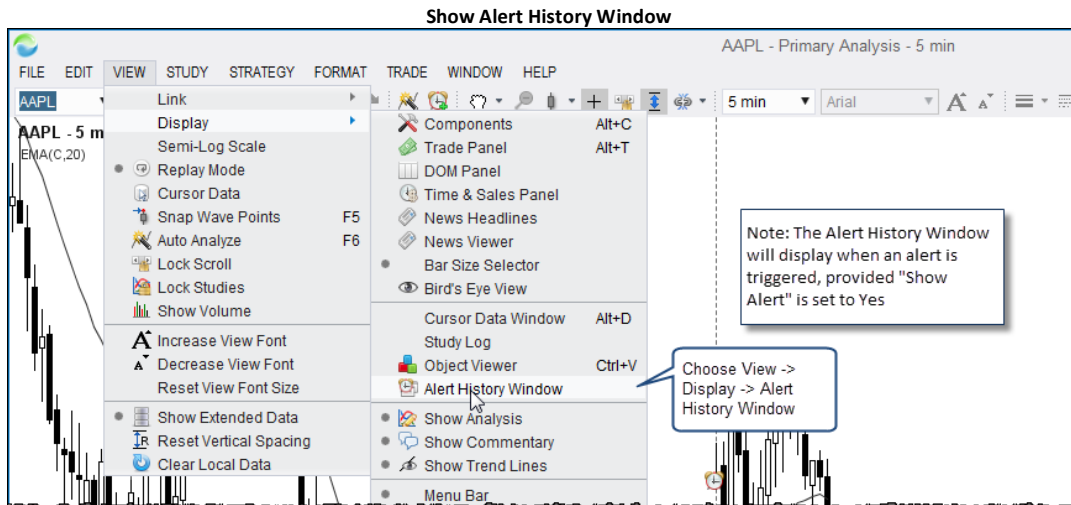 Show Alert History Window
AAPL - Primary Analysis - 5 min
FILE EDIT VIEW STUDY STRATEGY FORMAT TRADE WINDOW HELP
AAPL
5 min
Arial
AAPL - 5 m
EMA(C,20)
Link
Display
Semi-Log Scale
Replay Mode
Cursor Data
Snap Wave Points F5
Auto Analyze F6
Lock Scroll
Lock Studies
Show Volume
Increase View Font
Decrease View Font
Reset View Font Size
Show Extended Data
Reset Vertical Spacing
Clear Local Data
Components Alt+C
Trade Panel Alt+T
DOM Panel
Time & Sales Panel
News Headlines
News Viewer
Bar Size Selector
Bird's Eye View
Cursor Data Window Alt+D
Study Log
Object Viewer Ctrl+V
Alert History Window
Show Analysis
Show Commentary
Show Trend Lines
Menu Bar
Note: The Alert History Window
will display when an alert is
triggered, provided "Show
Alert" is set to Yes
Choose View ->
Display -> Alert
History Window